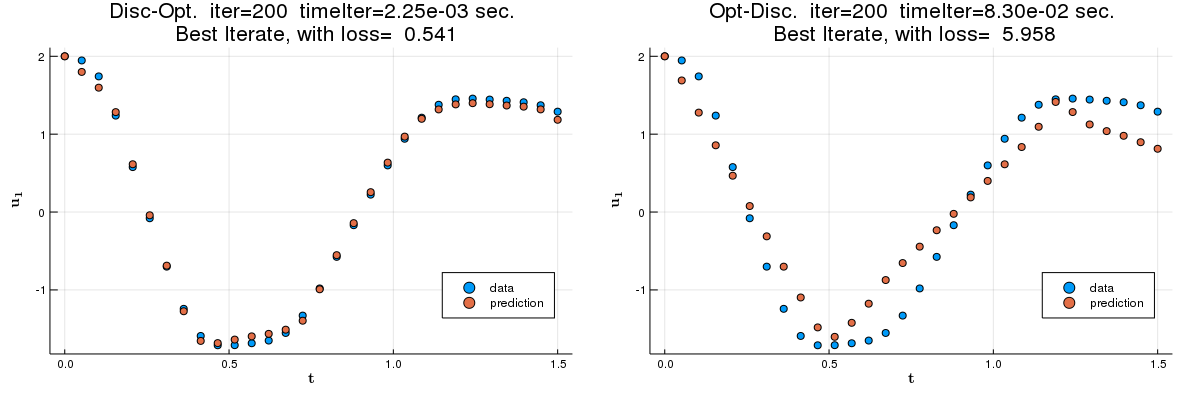 Disc-Opt.  iter=200  timeIter=2.25e-03 sec.
Best Iterate, with loss=  0.541
2
1
0
-1
u₁
data
prediction
0.0
0.5
1.0
1.5
t
Opt-Disc.  iter=200  timeIter=8.30e-02 sec.
Best Iterate, with loss=  5.958
2
1
0
-1
u₁
data
prediction
0.0
0.5
1.0
1.5
t